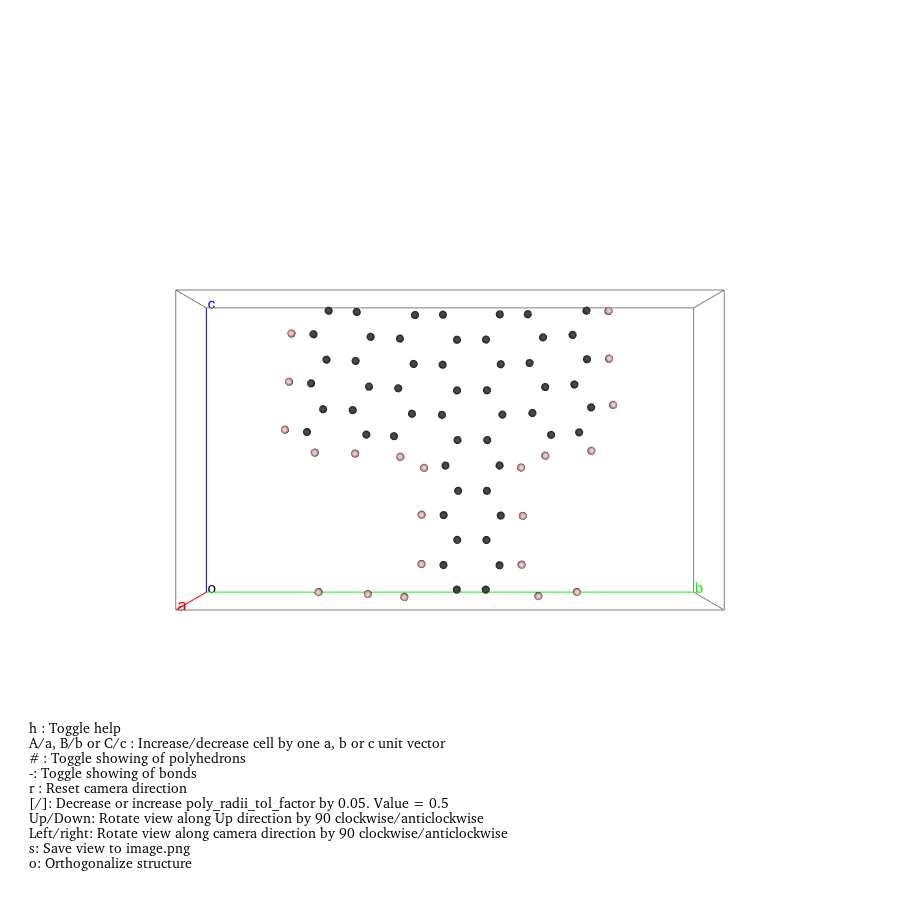 c
o
b
a
h : Toggle help
A/a, B/b or C/c : Increase/decrease cell by one a, b or c unit vector
# : Toggle showing of polyhedrons
-: Toggle showing of bonds
r : Reset camera direction
[/]: Decrease or increase poly_radii_tol_factor by 0.05. Value = 0.5
Up/Down: Rotate view along Up direction by 90 clockwise/anticlockwise
Left/right: Rotate view along camera direction by 90 clockwise/anticlockwise
s: Save view to image.png
o: Orthogonalize structure